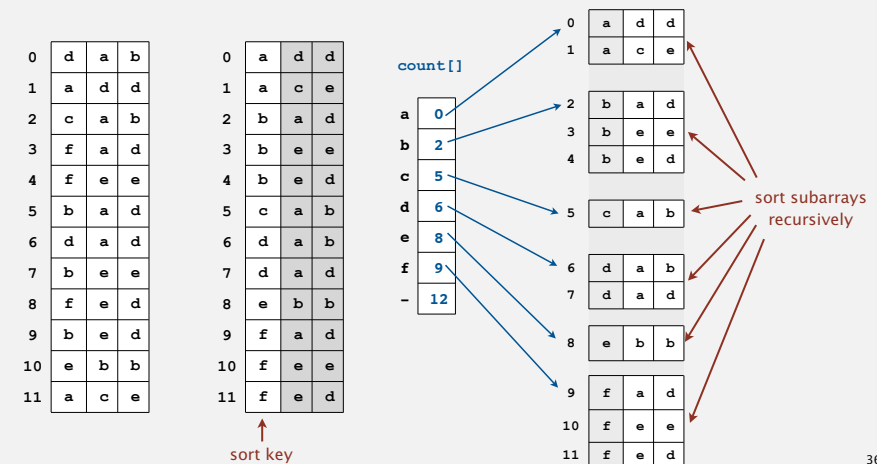 0 d a b
1 a d d
2 c a b
3 f a d
4 f e e
5 b a d
6 d a d
7 b e e
8 f e d
9 b e d
10 e b b
11 a c e
0 a d d
1 a c e
2 b a d
3 b e e
4 b e d
5 c a b
6 d a b
7 d a d
8 e b b
9 f a d
10 f e e
11 f e d
sort key
count[]
a 0
b 2
c 5
d 6
e 8
f 9
- 12
0 a d d
1 a c e
2 b a d
3 b e e
4 b e d
5 c a b
6 d a b
7 d a d
8 e b b
9 f a d
10 f e e
11 f e d
sort subarrays
recursively
36